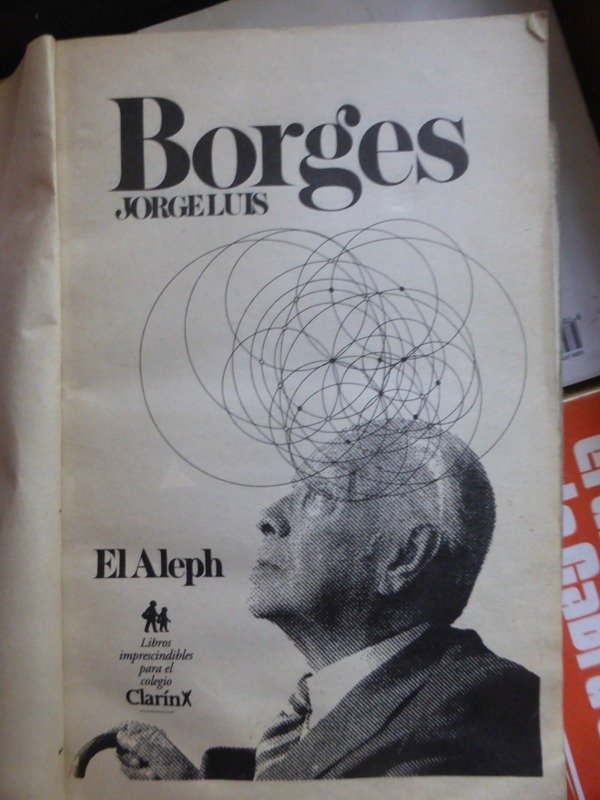 Borges
JORGE LUIS
El Aleph
Libros
imprescindibles
para el
colegio
Clarín